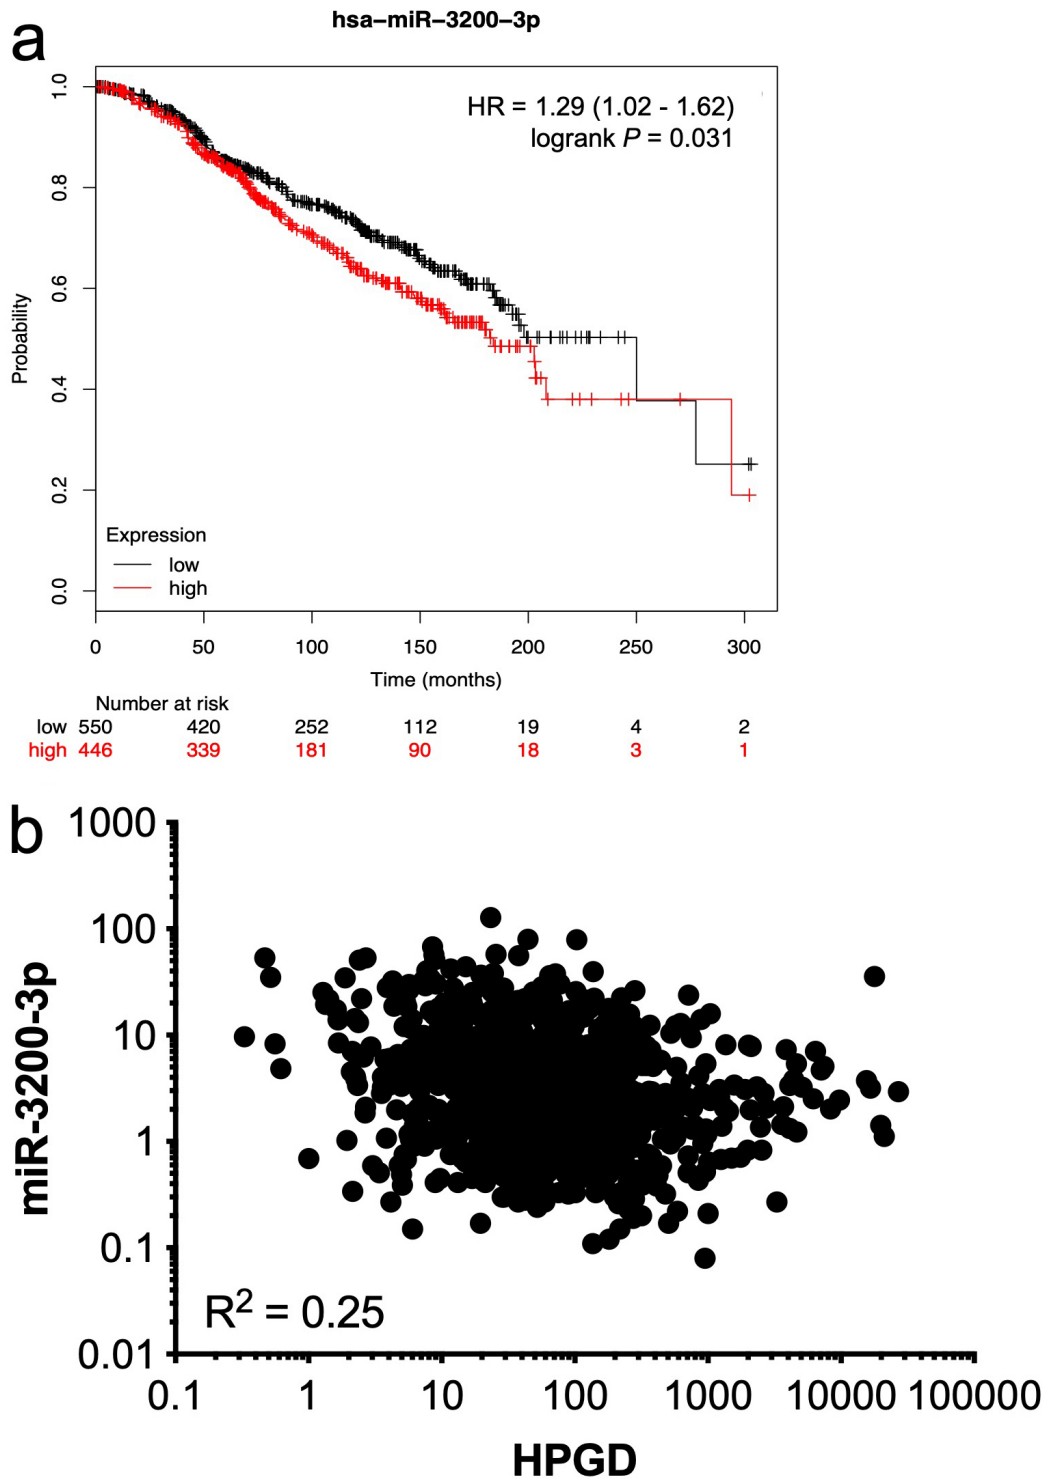 a
hsa-miR-3200-3p
HR = 1.29 (1.02 - 1.62)
logrank P = 0.031
Probability
1.0
0.8
0.6
0.4
0.2
0.0
Expression
low
high
0 50 100 150 200 250 300
Time (months)
Number at risk
low 550 420 252 112 19 4 2
high 446 339 181 90 18 3 1
b
miR-3200-3p
1000
100
10
1
0.1
0.01
R² = 0.25
0.1 1 10 100 1000 10000 100000
HPGD